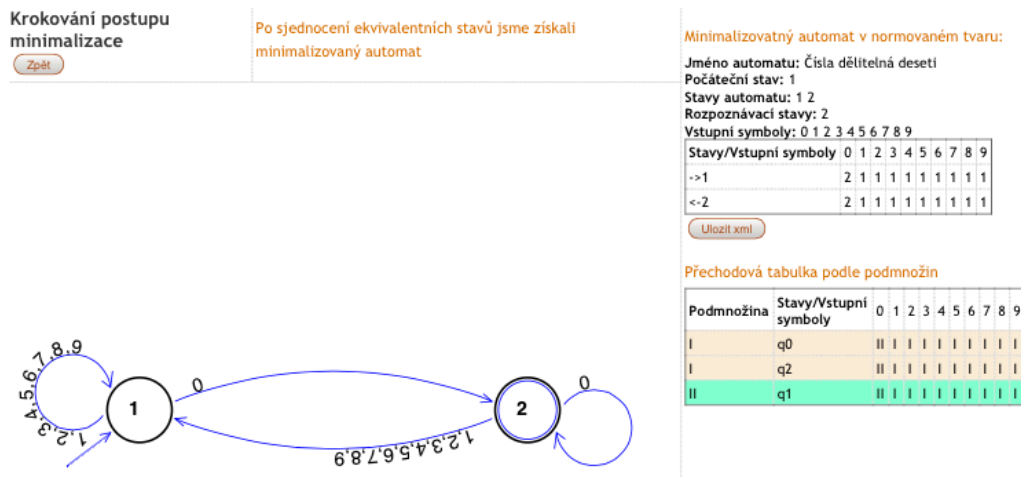 Krokování postupu
minimalizace
Zpět
Po sjednocení ekvivalentních stavů jsme získali
minimalizovaný automat
Minimalizovatný automat v normovaném tvaru:
Jméno automatu: Čísla dělitelná deseti
Počáteční stav: 1
Stavy automatu: 1 2
Rozpoznávací stavy: 2
Vstupní symboly: 0 1 2 3 4 5 6 7 8 9
Stavy/Vstupní symboly 0 1 2 3 4 5 6 7 8 9
->1 2 1 1 1 1 1 1 1 1 1
<-2 2 1 1 1 1 1 1 1 1 1
Ulozit xml
Přechodová tabulka podle podmnožin
Podmnožina Stavy/Vstupní symboly 0 1 2 3 4 5 6 7 8 9
I q0 II I I I I I I I I I
I q2 II I I I I I I I I I
II q1 II I I I I I I I I I
1,2,3,4,5,6,7,8,9
1
0
2
0
1,2,3,4,5,6,7,8,9